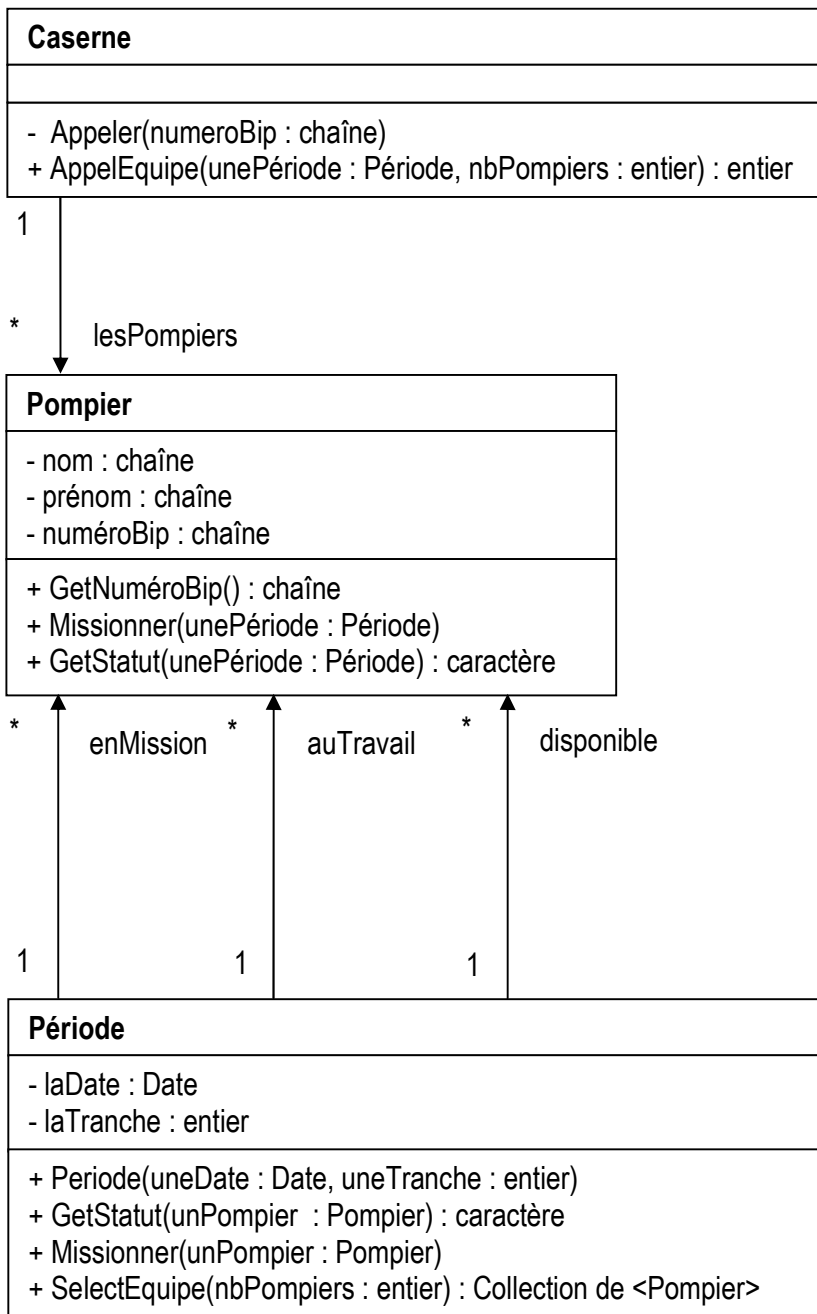 Caserne
- Appeler(numeroBip : chaîne)
+ AppelEquipe(unePériode : Période, nbPompiers : entier) : entier
1
* lesPompiers
Pompier
- nom : chaîne
- prénom : chaîne
- numéroBip : chaîne
+ GetNuméroBip() : chaîne
+ Missionner(unePériode : Période)
+ GetStatut(unePériode : Période) : caractère
* enMission * auTravail * disponible
1 1 1
Période
- laDate : Date
- laTranche : entier
+ Periode(uneDate : Date, uneTranche : entier)
+ GetStatut(unPompier : Pompier) : caractère
+ Missionner(unPompier : Pompier)
+ SelectEquipe(nbPompiers : entier) : Collection de <Pompier>